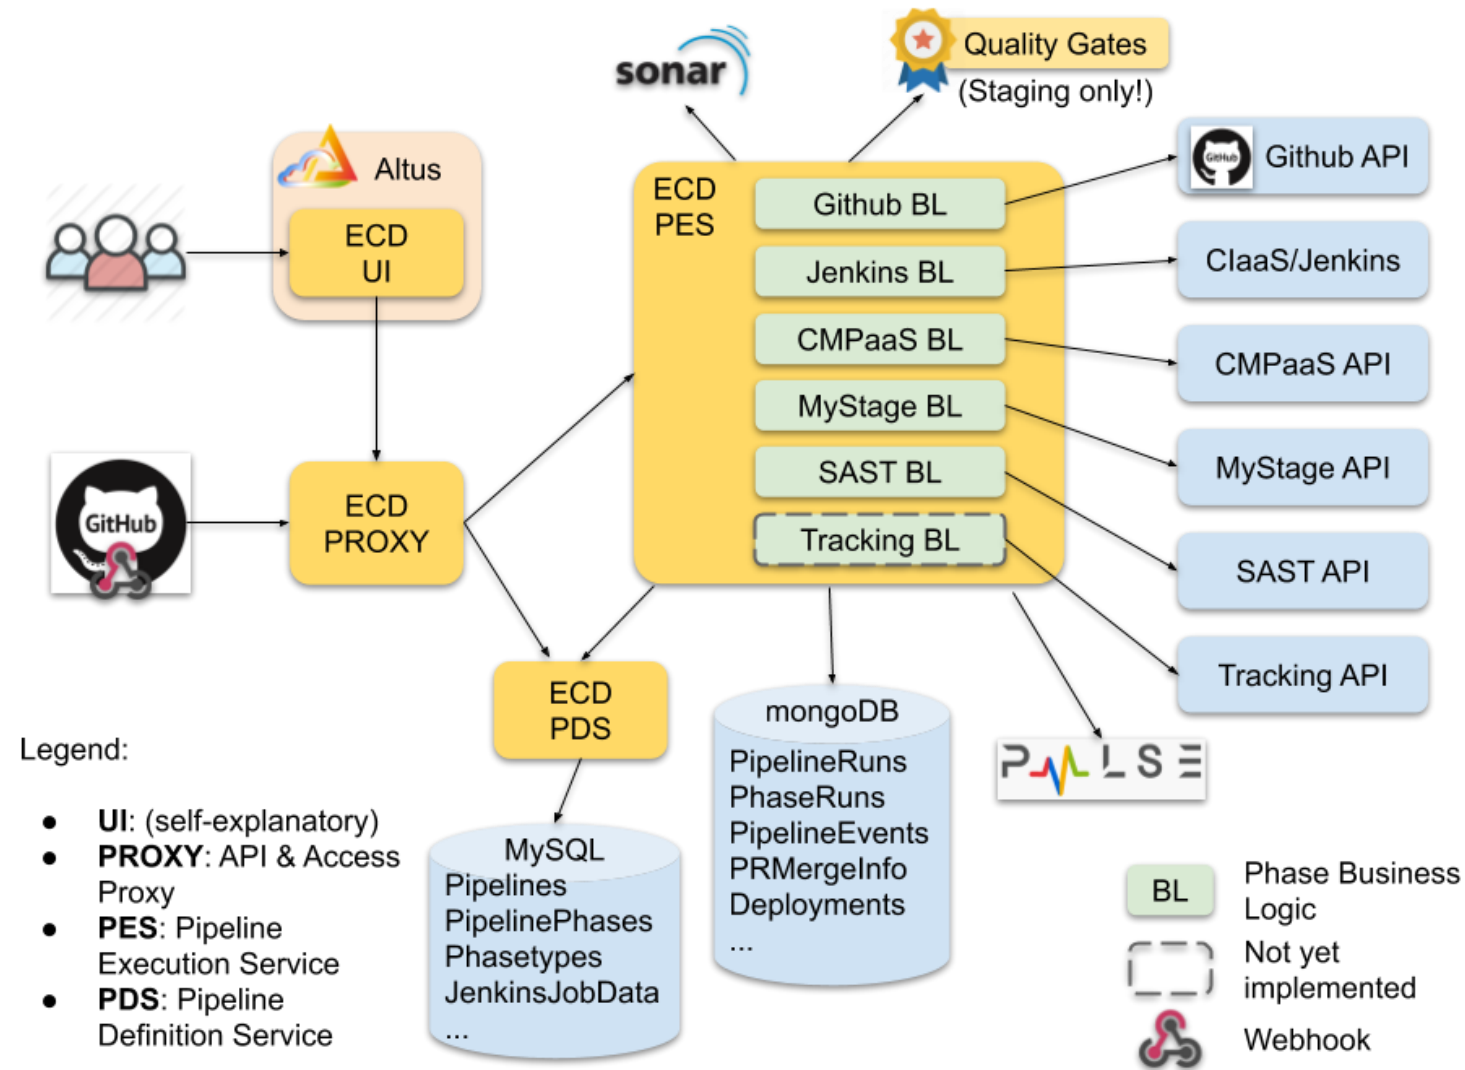 sonar
Quality Gates
(Staging only!)
Altus
ECD
UI
GitHub
ECD
PROXY
ECD
PES
Github BL
Jenkins BL
CMPaaS BL
MyStage BL
SAST BL
Tracking BL
GitHub
Github API
CIaaS/Jenkins
CMPaaS API
MyStage API
SAST API
Tracking API
ECD
PDS
MySQL
Pipelines
PipelinePhases
Phasetypes
JenkinsJobData
...
mongoDB
PipelineRuns
PhaseRuns
PipelineEvents
PRMergeInfo
Deployments
...
PULSE
Legend:
● UI: (self-explanatory)
● PROXY: API & Access
Proxy
● PES: Pipeline
Execution Service
● PDS: Pipeline
Definition Service
BL
Phase Business
Logic
Not yet
implemented
Webhook